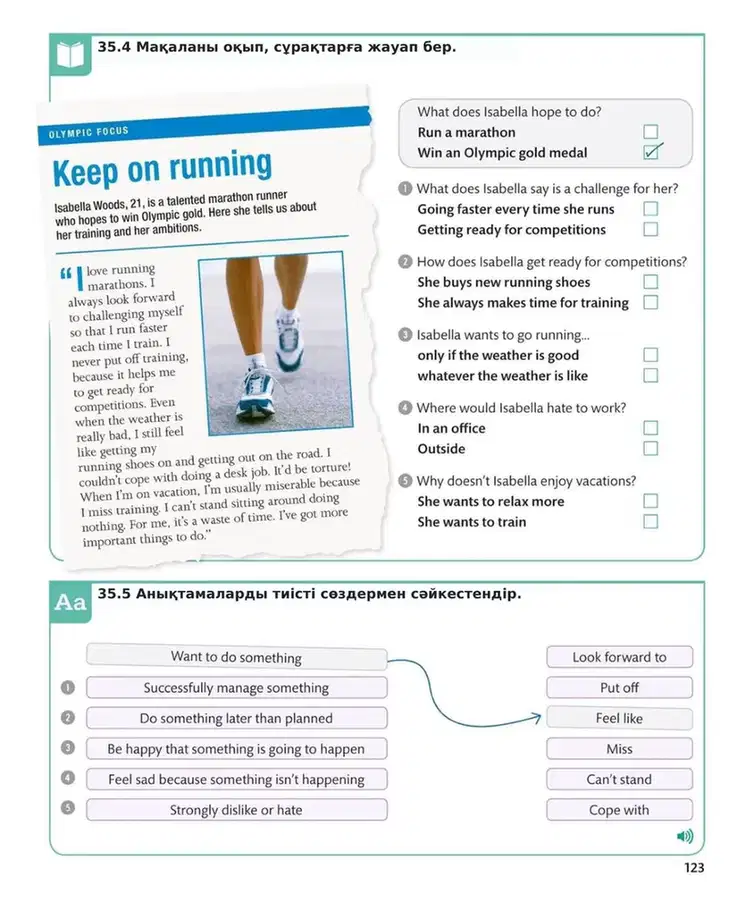 35.4 Мақаланы оқып, сұрақтарға жауап бер.
OLYMPIC FOCUS
Keep on running
Isabella Woods, 21, is a talented marathon runner
who hopes to win Olympic gold. Here she tells us about
her training and her ambitions.
“I love running
marathons. I
always look forward
to challenging myself
so that I run faster
each time I train. I
never put off training,
because it helps me
to get ready for
competitions. Even
when the weather is
really bad, I still feel
like getting my
running shoes on and getting out on the road. I
couldn’t cope with doing a desk job. It’d be torture!
When I’m on vacation, I’m usually miserable because
I miss training. I can’t stand sitting around doing
nothing. For me, it’s a waste of time. I’ve got more
important things to do.”
What does Isabella hope to do?
Run a marathon
Win an Olympic gold medal
1 What does Isabella say is a challenge for her?
Going faster every time she runs
Getting ready for competitions
2 How does Isabella get ready for competitions?
She buys new running shoes
She always makes time for training
3 Isabella wants to go running...
only if the weather is good
whatever the weather is like
4 Where would Isabella hate to work?
In an office
Outside
5 Why doesn’t Isabella enjoy vacations?
She wants to relax more
She wants to train
Aa
35.5 Анықтамаларды тиісті сөздермен сәйкестендір.
Want to do something
Look forward to
1 Successfully manage something
Put off
2 Do something later than planned
Feel like
3 Be happy that something is going to happen
Miss
4 Feel sad because something isn’t happening
Can’t stand
5 Strongly dislike or hate
Cope with
123